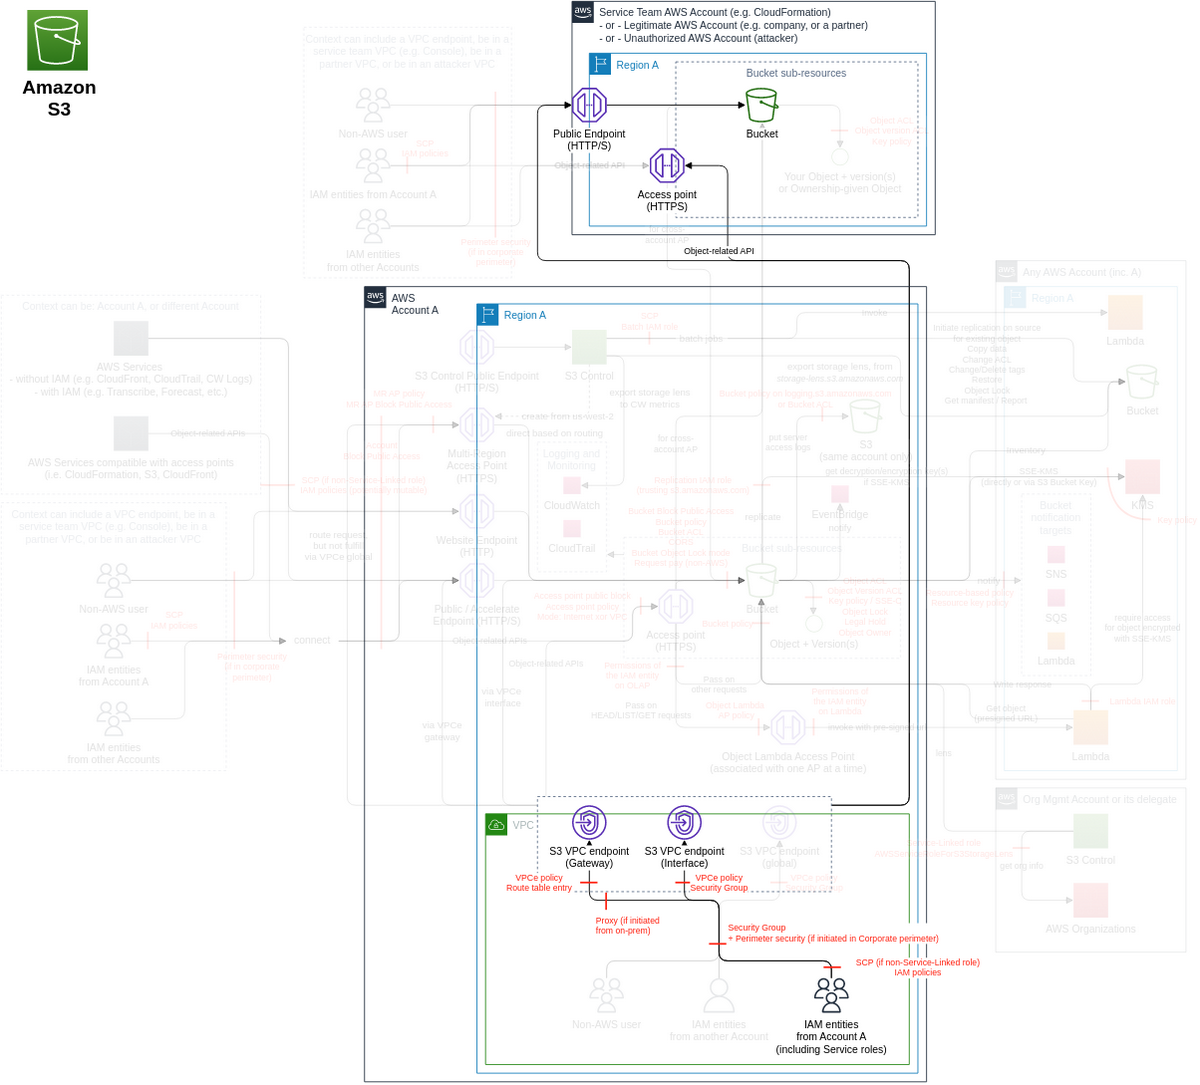 Amazon
S3
Service Team AWS Account (e.g. CloudFormation)
- or - Legitimate AWS Account (e.g. company, or a partner)
- or - Unauthorized AWS Account (attacker)
Region A
Bucket sub-resources
Public Endpoint
(HTTP/S)
Bucket
Access point
(HTTPS)
Object ACL
Object version ACL
Key policy
Your Object + version(s)
or Ownership-given Object
Object-related API
Context can include a VPC endpoint, be in a
service team VPC (e.g. Console), be in a
partner VPC, or be in an attacker VPC
Non-AWS user
SCP
IAM policies
IAM entities from Account A
IAM entities
from other Accounts
Perimeter security
(if in corporate
perimeter)
Object-related API
for cross-
account AP
Context can be: Account A, or different Account
AWS Services
- without IAM (e.g. CloudFront, CloudTrail, CW Logs)
- with IAM (e.g. Transcribe, Forecast, etc.)
Object-related APIs
AWS Services compatible with access points
(i.e. CloudFormation, S3, CloudFront)
SCP (if non-Service-Linked role)
Context can include a VPC endpoint, be in a
service team VPC (e.g. Console), be in a
partner VPC, or be in an attacker VPC
Non-AWS user
SCP
IAM policies
IAM entities
from Account A
Perimeter security
(if in corporate
perimeter)
IAM entities
from other Accounts
connect
route request
but not fulfill
via VPCe global
AWS
Account A
Region A
S3 Control Public Endpoint
(HTTP/S)
S3 Control
SCP
Batch IAM role
batch jobs
invoke
MR AP policy
MR AP Block Public Access
Account
Block Public Access
Multi-Region
Access Point
(HTTP/S)
create from us-west-2
direct based on routing
export storage lens
to CW metrics
export storage lens, from
storage-lens.s3.amazonaws.com
Bucket policy on logging.s3.amazonaws.com
or Bucket ACL
put server
access logs
S3
(same account only)
for cross-
account AP
Logging and
Monitoring
CloudWatch
CloudTrail
get decryption/encryption key(s)
if SSE-KMS
Replication IAM role
replicate
EventBridge
notify
Website Endpoint
(HTTP)
Bucket Block Public Access
Bucket policy
Bucket ACL
CORS
Bucket Object Lock mode
Request pay (non-AWS)
Bucket sub-resources
Public / Accelerate
Endpoint (HTTP/S)
Bucket
Object ACL
Object Version ACL
Key policy / SSE-C
Object Lock
Legal Hold
Object Owner
Object + Version(s)
Access point public block
Access point policy
Mode: Internet or VPC
Access point
(HTTPS)
Bucket policy
Object-related APIs
Object-related APIs
Permissions of
the IAM entity
on OLAP
Pass on
other requests
Pass on
HEAD/LIST/GET requests
Object Lambda
AP policy
Permissions of
the IAM entity
on Lambda
invoke with pre-signed url
Object Lambda Access Point
(associated with one AP at a time)
via VPCe
interface
via VPCe
gateway
Any AWS Account (inc. A)
Region A
Lambda
Initiate replication on source
for existing object
Copy data
Change ACL
Change/Delete tags
Restore
Object Lock
Get manifest / Report
Bucket
inventory
SSE-KMS
(directly or via S3 Bucket Key)
KMS
Key policy
Bucket
notification
targets
SNS
SQS
Lambda
notify
Resource-based policy
Resource key policy
require access
for object encrypted
with SSE-KMS
Write response
Get object
(presigned URL)
Lambda IAM role
Lambda
lens
Org Mgmt Account or its delegate
Service-Linked role
get org info
S3 Control
AWS Organizations
VPC
S3 VPC endpoint
(Gateway)
S3 VPC endpoint
(Interface)
S3 VPC endpoint
(global)
VPCe policy
Route table entry
VPCe policy
Security Group
VPCe policy
Security Group
Proxy (if initiated
from on-prem)
Security Group
+ Perimeter security (if initiated in Corporate perimeter)
SCP (if non-Service-Linked role)
IAM policies
Non-AWS user
IAM entities
from another Account
IAM entities
from Account A
(including Service roles)